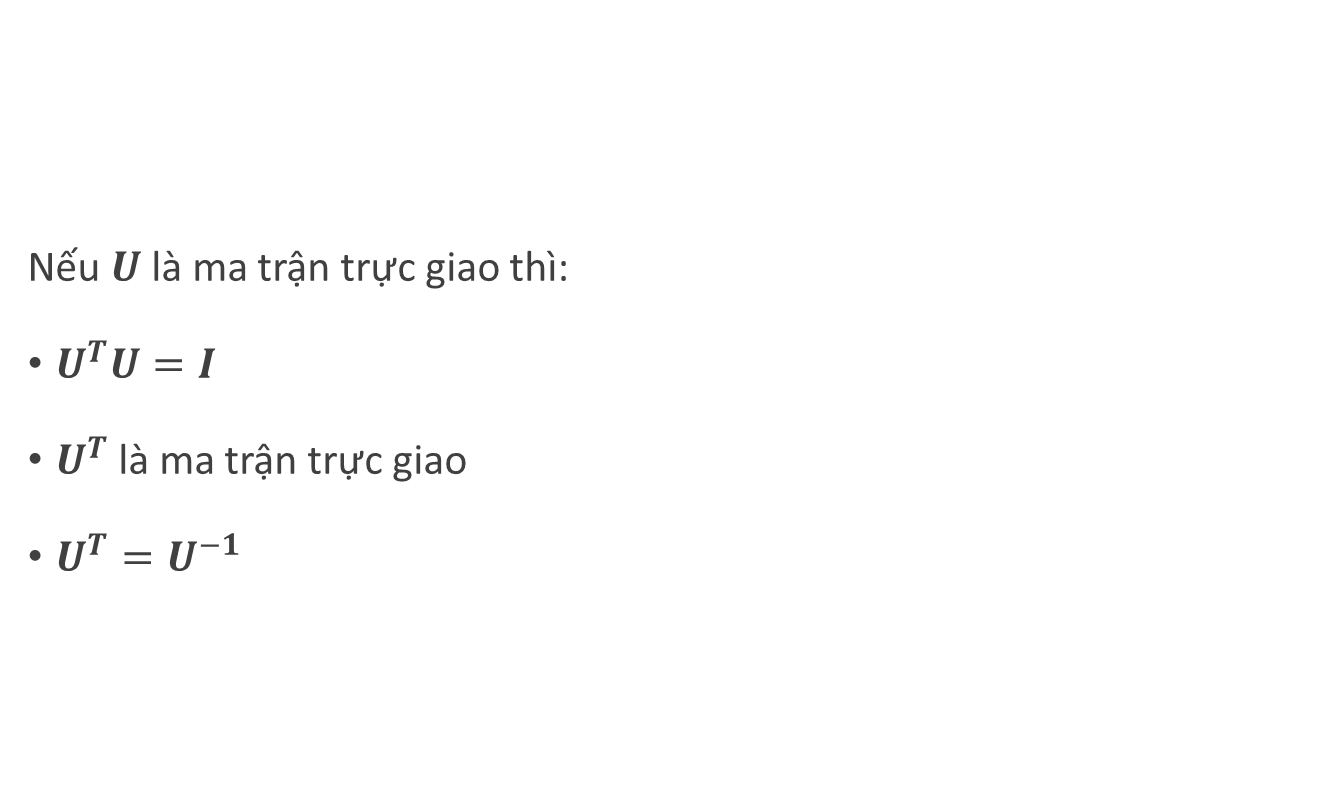 Nếu 𝑼 là ma trận trực giao thì:
• 𝑼ᵀ𝑼 = 𝑰
• 𝑼ᵀ là ma trận trực giao
• 𝑼ᵀ = 𝑼⁻¹